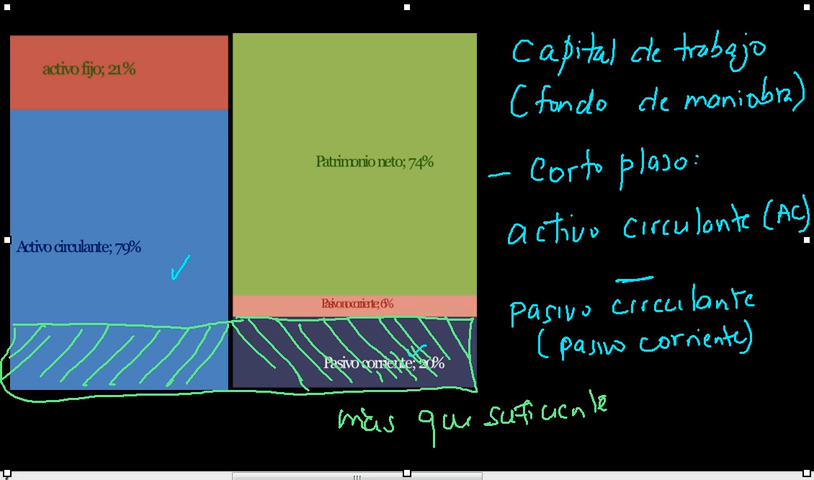 activo fijo; 21%
Activo circulante; 79%
Patrimonio neto; 74%
Pasivo no corriente; 6%
Pasivo corriente; 20%
Capital de trabajo
(fondo de maniobra)
— Corto plazo:
activo circulante (AC)
—
pasivo circulante
(pasivo corriente)
más que suficiente